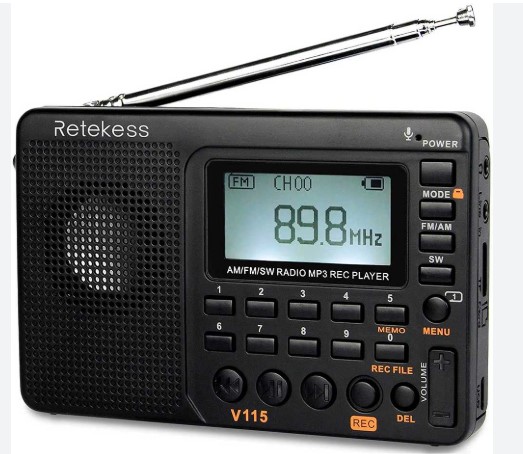 Retekess
POWER
FM
CH00
89.8MHz
MODE
FM/AM
SW
AM/FM/SW RADIO MP3 REC PLAYER
1
2
3
4
5
1
MEMO
MENU
6
7
8
9
0
REC FILE
VOLUME
+
-
V115
REC
DEL